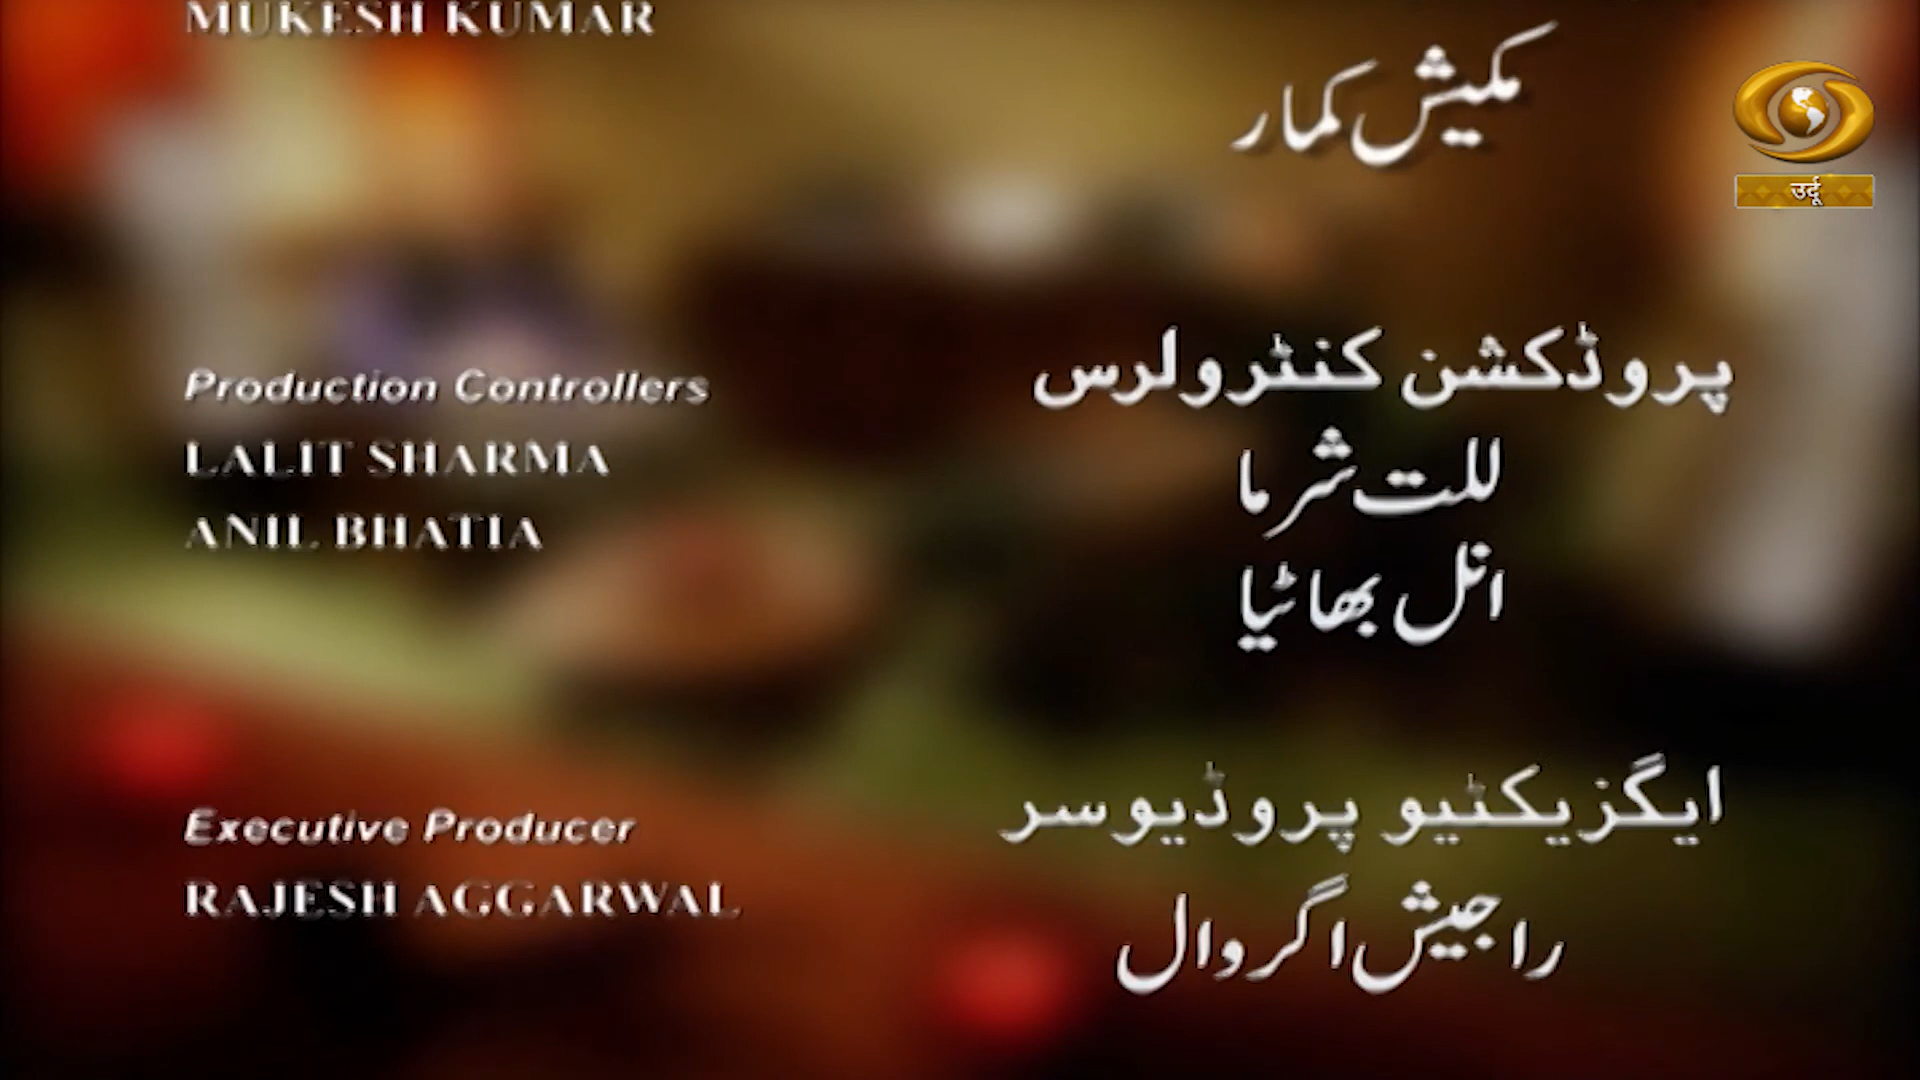 MUKESH KUMAR
مکیش کمار
उर्दू
Production Controllers
LALIT SHARMA
ANIL BHATIA
پروڈکشن کنٹرولرس
للت شرما
انل بھاٹیا
Executive Producer
RAJESH AGGARWAL
ایگزیکٹیو پروڈیوسر
راجیش اگروال